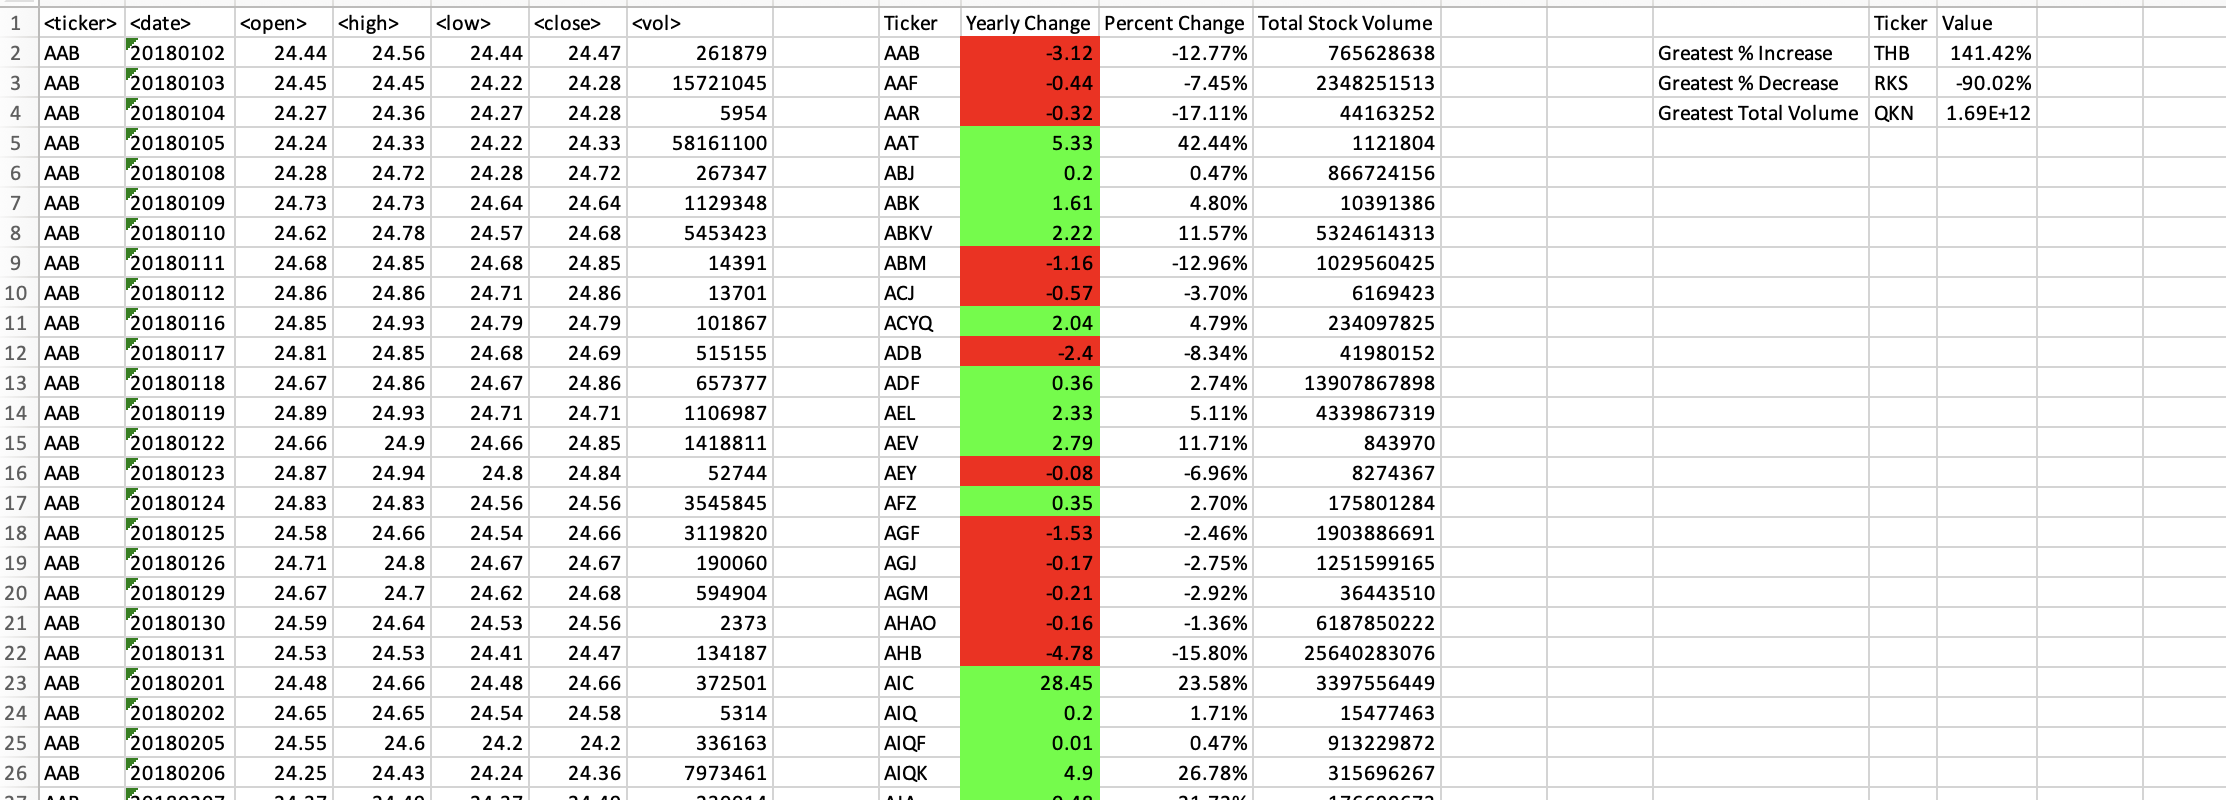 1 <ticker> <date> <open> <high> <low> <close> <vol> Ticker Yearly Change Percent Change Total Stock Volume Ticker Value
2 AAB 20180102 24.44 24.56 24.44 24.47 261879 AAB -3.12 -12.77% 765628638 Greatest % Increase THB 141.42%
3 AAB 20180103 24.45 24.45 24.22 24.28 15721045 AAF -0.44 -7.45% 2348251513 Greatest % Decrease RKS -90.02%
4 AAB 20180104 24.27 24.36 24.27 24.28 5954 AAR -0.32 -17.11% 44163252 Greatest Total Volume QKN 1.69E+12
5 AAB 20180105 24.24 24.33 24.22 24.33 58161100 AAT 5.33 42.44% 1121804
6 AAB 20180108 24.28 24.72 24.28 24.72 267347 ABJ 0.2 0.47% 866724156
7 AAB 20180109 24.73 24.73 24.64 24.64 1129348 ABK 1.61 4.80% 10391386
8 AAB 20180110 24.62 24.78 24.57 24.68 5453423 ABKV 2.22 11.57% 5324614313
9 AAB 20180111 24.68 24.85 24.68 24.85 14391 ABM -1.16 -12.96% 1029560425
10 AAB 20180112 24.86 24.86 24.71 24.86 13701 ACJ -0.57 -3.70% 6169423
11 AAB 20180116 24.85 24.93 24.79 24.79 101867 ACYQ 2.04 4.79% 234097825
12 AAB 20180117 24.81 24.85 24.68 24.69 515155 ADB -2.4 -8.34% 41980152
13 AAB 20180118 24.67 24.86 24.67 24.86 657377 ADF 0.36 2.74% 13907867898
14 AAB 20180119 24.89 24.93 24.71 24.71 1106987 AEL 2.33 5.11% 4339867319
15 AAB 20180122 24.66 24.9 24.66 24.85 1418811 AEV 2.79 11.71% 843970
16 AAB 20180123 24.87 24.94 24.8 24.84 52744 AEY -0.08 -6.96% 8274367
17 AAB 20180124 24.83 24.83 24.56 24.56 3545845 AFZ 0.35 2.70% 175801284
18 AAB 20180125 24.58 24.66 24.54 24.66 3119820 AGF -1.53 -2.46% 1903886691
19 AAB 20180126 24.71 24.8 24.67 24.67 190060 AGJ -0.17 -2.75% 1251599165
20 AAB 20180129 24.67 24.7 24.62 24.68 594904 AGM -0.21 -2.92% 36443510
21 AAB 20180130 24.59 24.64 24.53 24.56 2373 AHAO -0.16 -1.36% 6187850222
22 AAB 20180131 24.53 24.53 24.41 24.47 134187 AHB -4.78 -15.80% 25640283076
23 AAB 20180201 24.48 24.66 24.48 24.66 372501 AIC 28.45 23.58% 3397556449
24 AAB 20180202 24.65 24.65 24.54 24.58 5314 AIQ 0.2 1.71% 15477463
25 AAB 20180205 24.55 24.6 24.2 24.2 336163 AIQF 0.01 0.47% 913229872
26 AAB 20180206 24.25 24.43 24.24 24.36 7973461 AIQK 4.9 26.78% 315696267